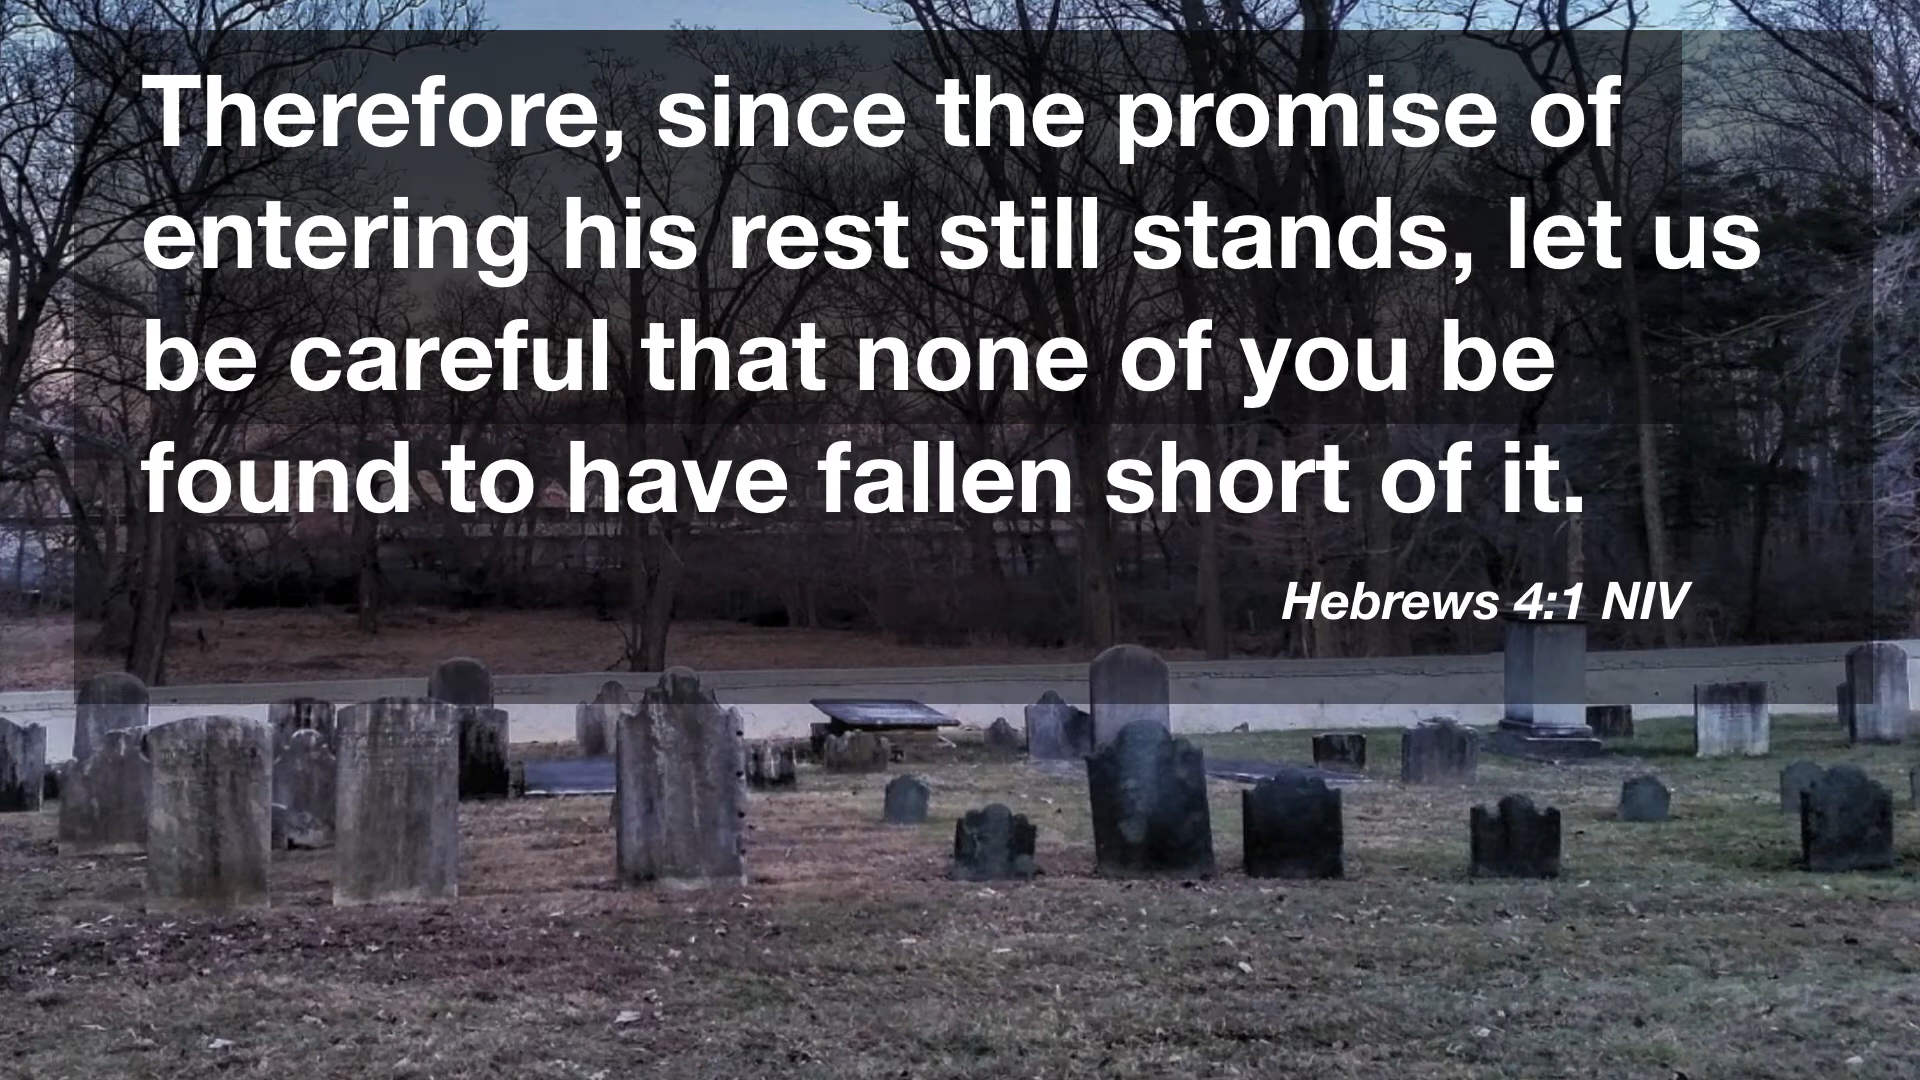 Therefore, since the promise of
entering his rest still stands, let us
be careful that none of you be
found to have fallen short of it.
Hebrews 4:1 NIV